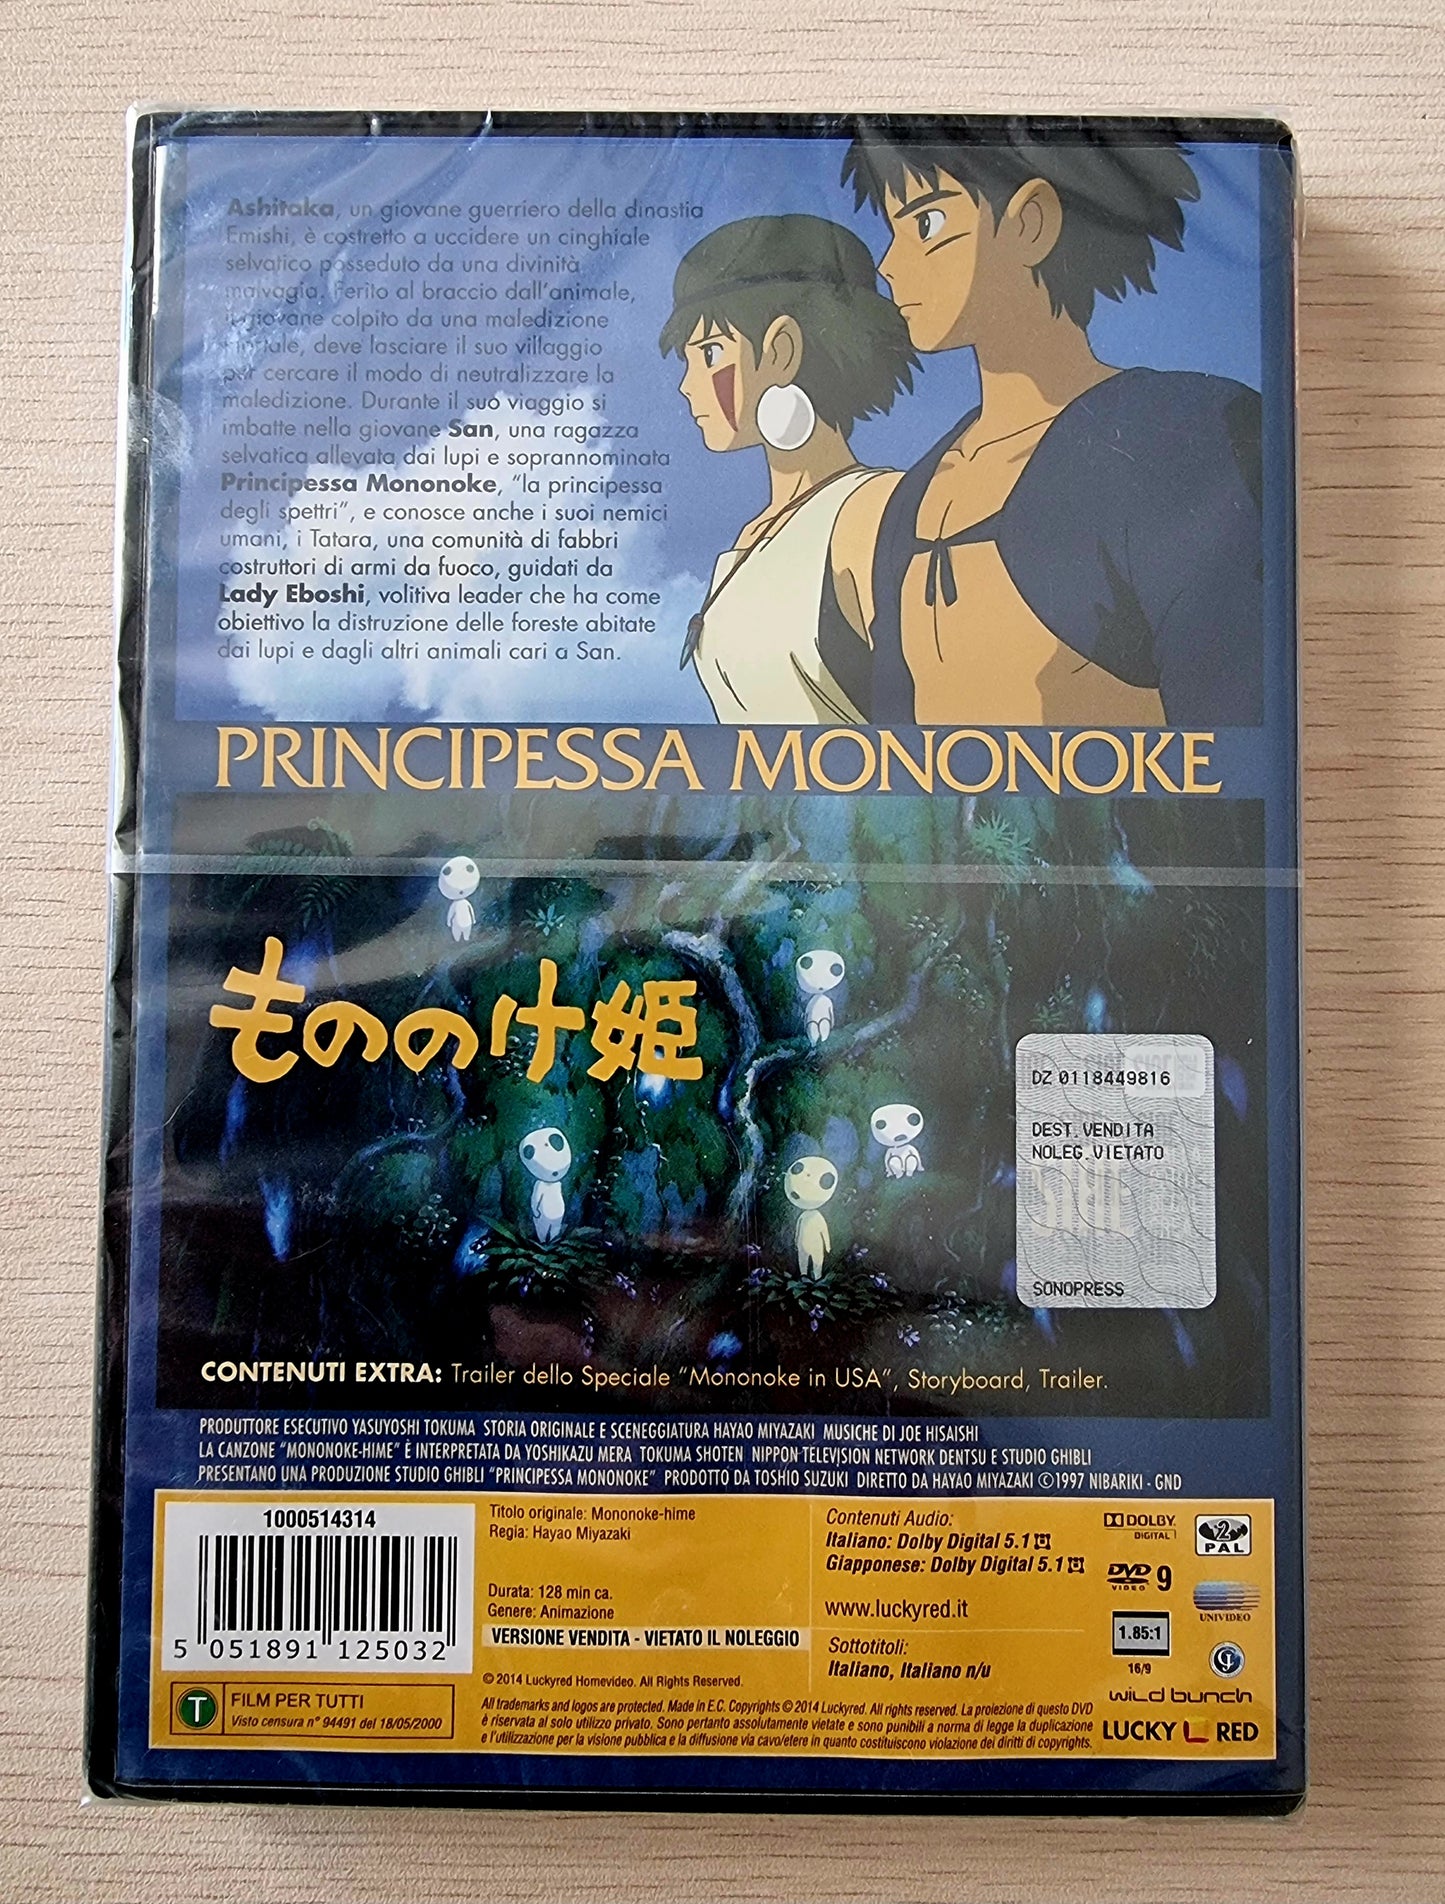 Ashitaka, un giovane guerriero della dinastia
Emishi, è costretto a uccidere un cinghiale
selvatico posseduto da una divinità
malvagia. Ferito al braccio dall'animale,
il giovane colpito da una maledizione
mortale, deve lasciare il suo villaggio
per cercare il modo di neutralizzare la
maledizione. Durante il suo viaggio si
imbatte nella giovane San, una ragazza
selvatica allevata dai lupi e soprannominata
Principessa Mononoke, "la principessa
degli spettri", e conosce anche i suoi nemici
umani, i Tatara, una comunità di fabbri
costruttori di armi da fuoco, guidati da
Lady Eboshi, volitiva leader che ha come
obiettivo la distruzione delle foreste abitate
dai lupi e dagli altri animali cari a San.
PRINCIPESSA MONONOKE
もののけ姫
DZ 0118449816
DEST.VENDITA
NOLEG.VIETATO
SONOPRESS
CONTENUTI EXTRA: Trailer dello Speciale "Mononoke in USA", Storyboard, Trailer.
PRODUTTORE ESECUTIVO YASUYOSHI TOKUMA STORIA ORIGINALE E SCENEGGIATURA HAYAO MIYAZAKI MUSICHE DI JOE HISAISHI
LA CANZONE "MONONOKE-HIME" È INTERPRETATA DA YOSHIKAZU MERA TOKUMA SHOTEN NIPPON TELEVISION NETWORK DENTSU E STUDIO GHIBLI
PRESENTANO UNA PRODUZIONE STUDIO GHIBLI "PRINCIPESSA MONONOKE" PRODOTTO DA TOSHIO SUZUKI DIRETTO DA HAYAO MIYAZAKI ©1997 NIBARIKI - GND
1000514314
5 051891 125032
T FILM PER TUTTI
Visto censura n° 94491 del 18/05/2000
Titolo originale: Mononoke-hime
Regia: Hayao Miyazaki
Durata: 128 min ca.
Genere: Animazione
VERSIONE VENDITA - VIETATO IL NOLEGGIO
© 2014 Luckyred Homevideo. All Rights Reserved.
All trademarks and logos are protected. Made in E.C. Copyrights © 2014 Luckyred. All rights reserved. La proiezione di questo DVD
è riservata al solo utilizzo privato. Sono pertanto assolutamente vietate e sono punibili a norma di legge la duplicazione
e l'utilizzazione per la visione pubblica e la diffusione via cavo/etere in quanto costituiscono violazione dei diritti di copyrights.
Contenuti Audio:
Italiano: Dolby Digital 5.1
Giapponese: Dolby Digital 5.1
www.luckyred.it
Sottotitoli:
Italiano, Italiano n/u
DOLBY
DIGITAL
2
PAL
DVD 9
VIDEO
UNIVIDEO
1.85:1
16/9
wild bunch
LUCKY RED